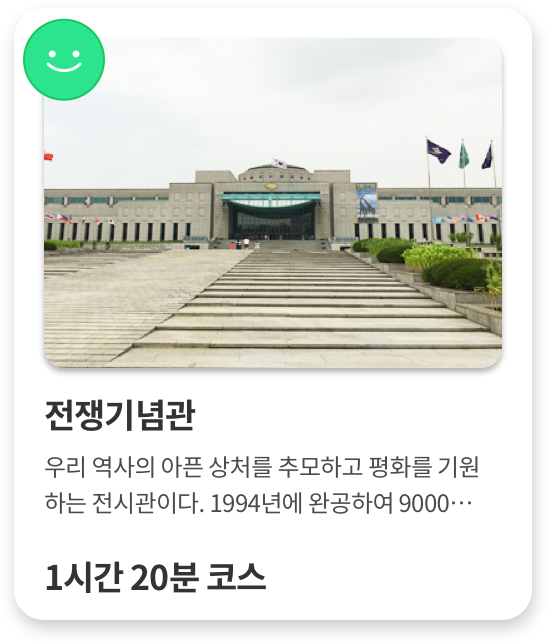 전쟁기념관
우리 역사의 아픈 상처를 추모하고 평화를 기원
하는 전시관이다. 1994년에 완공하여 9000…
1시간 20분 코스